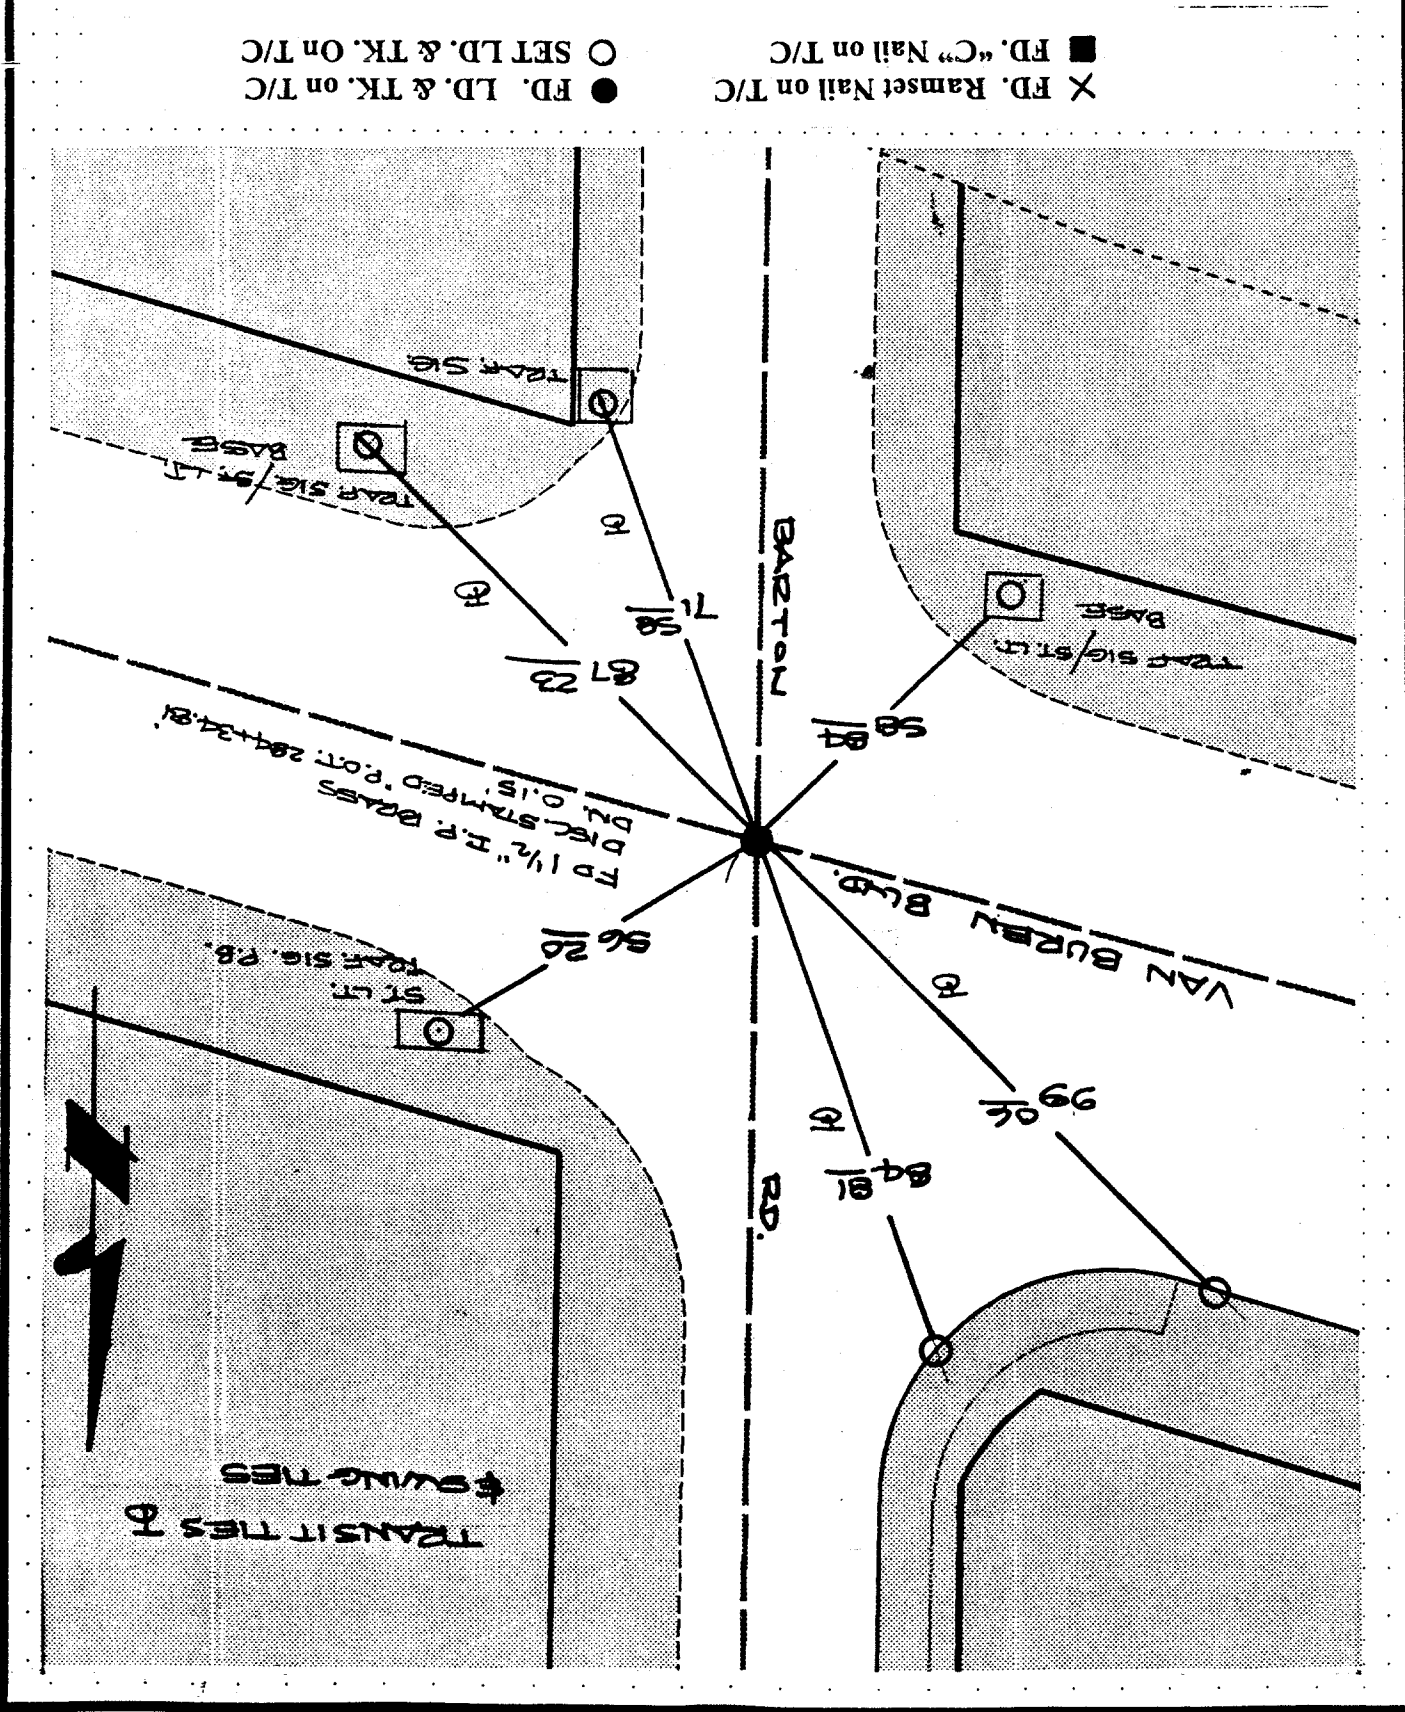 TRANSIT TIES
& SWING TIES
RD.
84 81
99 06
ST. LT.
TRAF. SIG. P.B.
56 20
VAN BUREN BLVD.
FD 1½" I.P. BRASS
DISC STAMPED "P.O.T. 284+34.81'
DN. 0.15'
58 84
87 23
71 58
BARTON
TRAF SIG/ST. LT.
BASE
TRAF. SIG/ST. LT
BASE
TRAF. SIG.
X FD. Ramset Nail on T/C ● FD. LD. & TK. on T/C
■ FD. “C” Nail on T/C ○ SET LD. & TK. On T/C